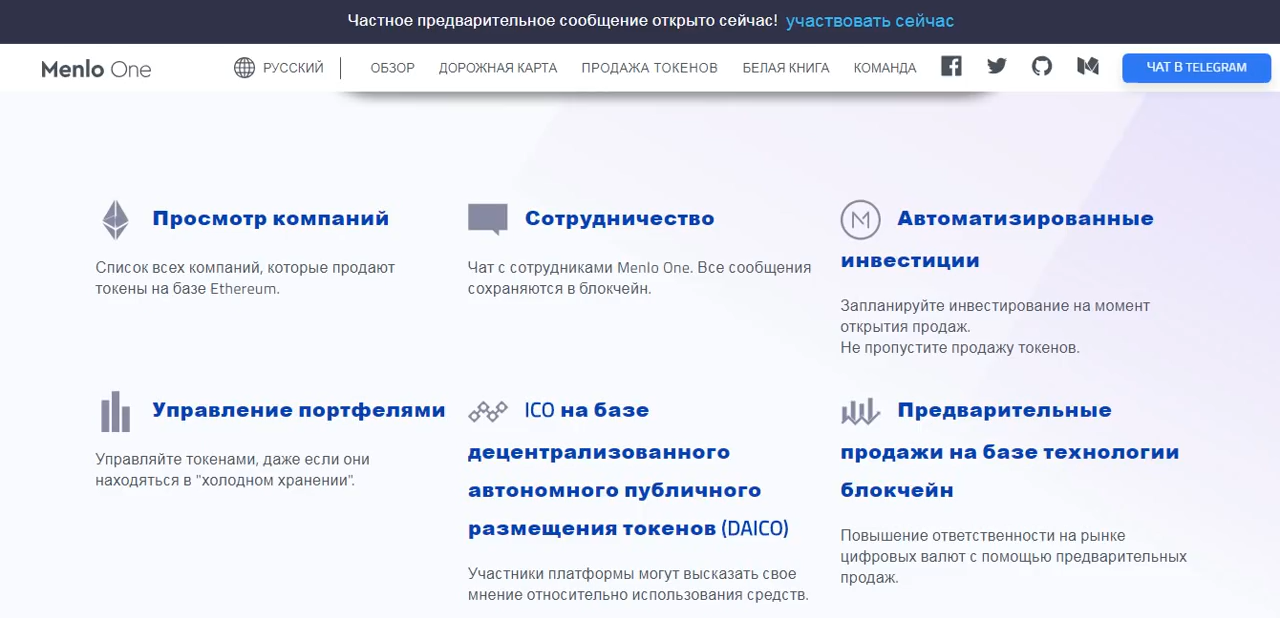 Частное предварительное сообщение открыто сейчас! участвовать сейчас
Menlo One РУССКИЙ ОБЗОР ДОРОЖНАЯ КАРТА ПРОДАЖА ТОКЕНОВ БЕЛАЯ КНИГА КОМАНДА ЧАТ В TELEGRAM
Просмотр компаний
Список всех компаний, которые продают
токены на базе Ethereum.
Сотрудничество
Чат с сотрудниками Menlo One. Все сообщения
сохраняются в блокчейн.
Автоматизированные
инвестиции
Запланируйте инвестирование на момент
открытия продаж.
Не пропустите продажу токенов.
Управление портфелями
Управляйте токенами, даже если они
находяться в "холодном хранении".
ICO на базе
децентрализованного
автономного публичного
размещения токенов (DAICO)
Участники платформы могут высказать свое
мнение относительно использования средств.
Предварительные
продажи на базе технологии
блокчейн
Повышение ответственности на рынке
цифровых валют с помощью предварительных
продаж.